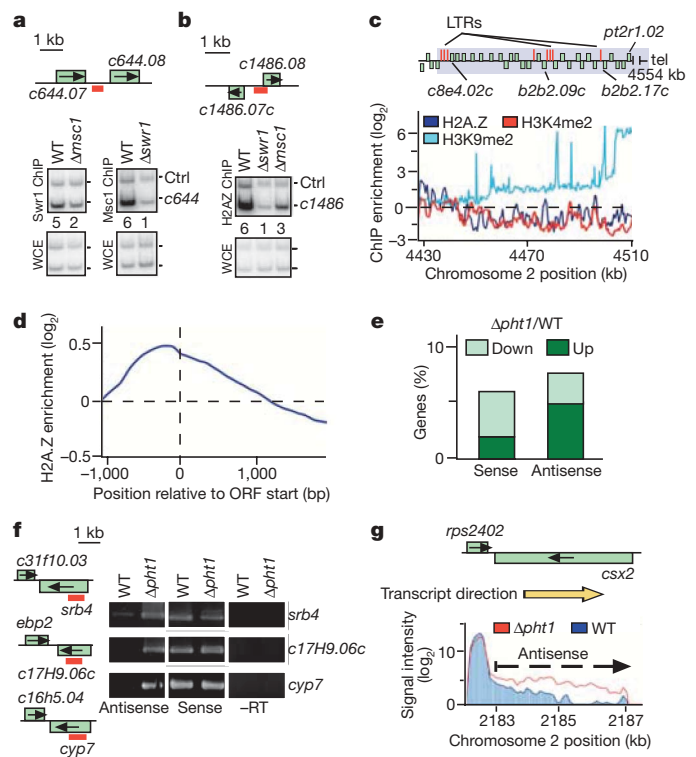 a
1 kb
c644.08
c644.07
WT
Δmsc1
Swr1 ChIP
5 2
WCE
WT
Δswr1
Msc1 ChIP
Ctrl
c644
6 1
WCE
b
1 kb
c1486.08
c1486.07c
WT
Δswr1
Δmsc1
H2AZ ChIP
Ctrl
c1486
6 1 3
WCE
c
LTRs
pt2r1.02
tel
4554 kb
c8e4.02c
b2b2.09c
b2b2.17c
H2A.Z
H3K4me2
H3K9me2
ChIP enrichment (log2)
6
3
0
−3
4430 4470 4510
Chromosome 2 position (kb)
d
H2A.Z enrichment (log2)
0.5
0
−0.5
−1,000 0 1,000
Position relative to ORF start (bp)
e
Δpht1/WT
Down
Up
Genes (%)
10
0
Sense Antisense
f
1 kb
c31f10.03
srb4
ebp2
c17H9.06c
c16h5.04
cyp7
WT
Δpht1
WT
Δpht1
WT
Δpht1
srb4
c17H9.06c
cyp7
Antisense Sense −RT
g
rps2402
csx2
Transcript direction
Δpht1
WT
Antisense
Signal intensity (log2)
10
0
2183 2185 2187
Chromosome 2 position (kb)